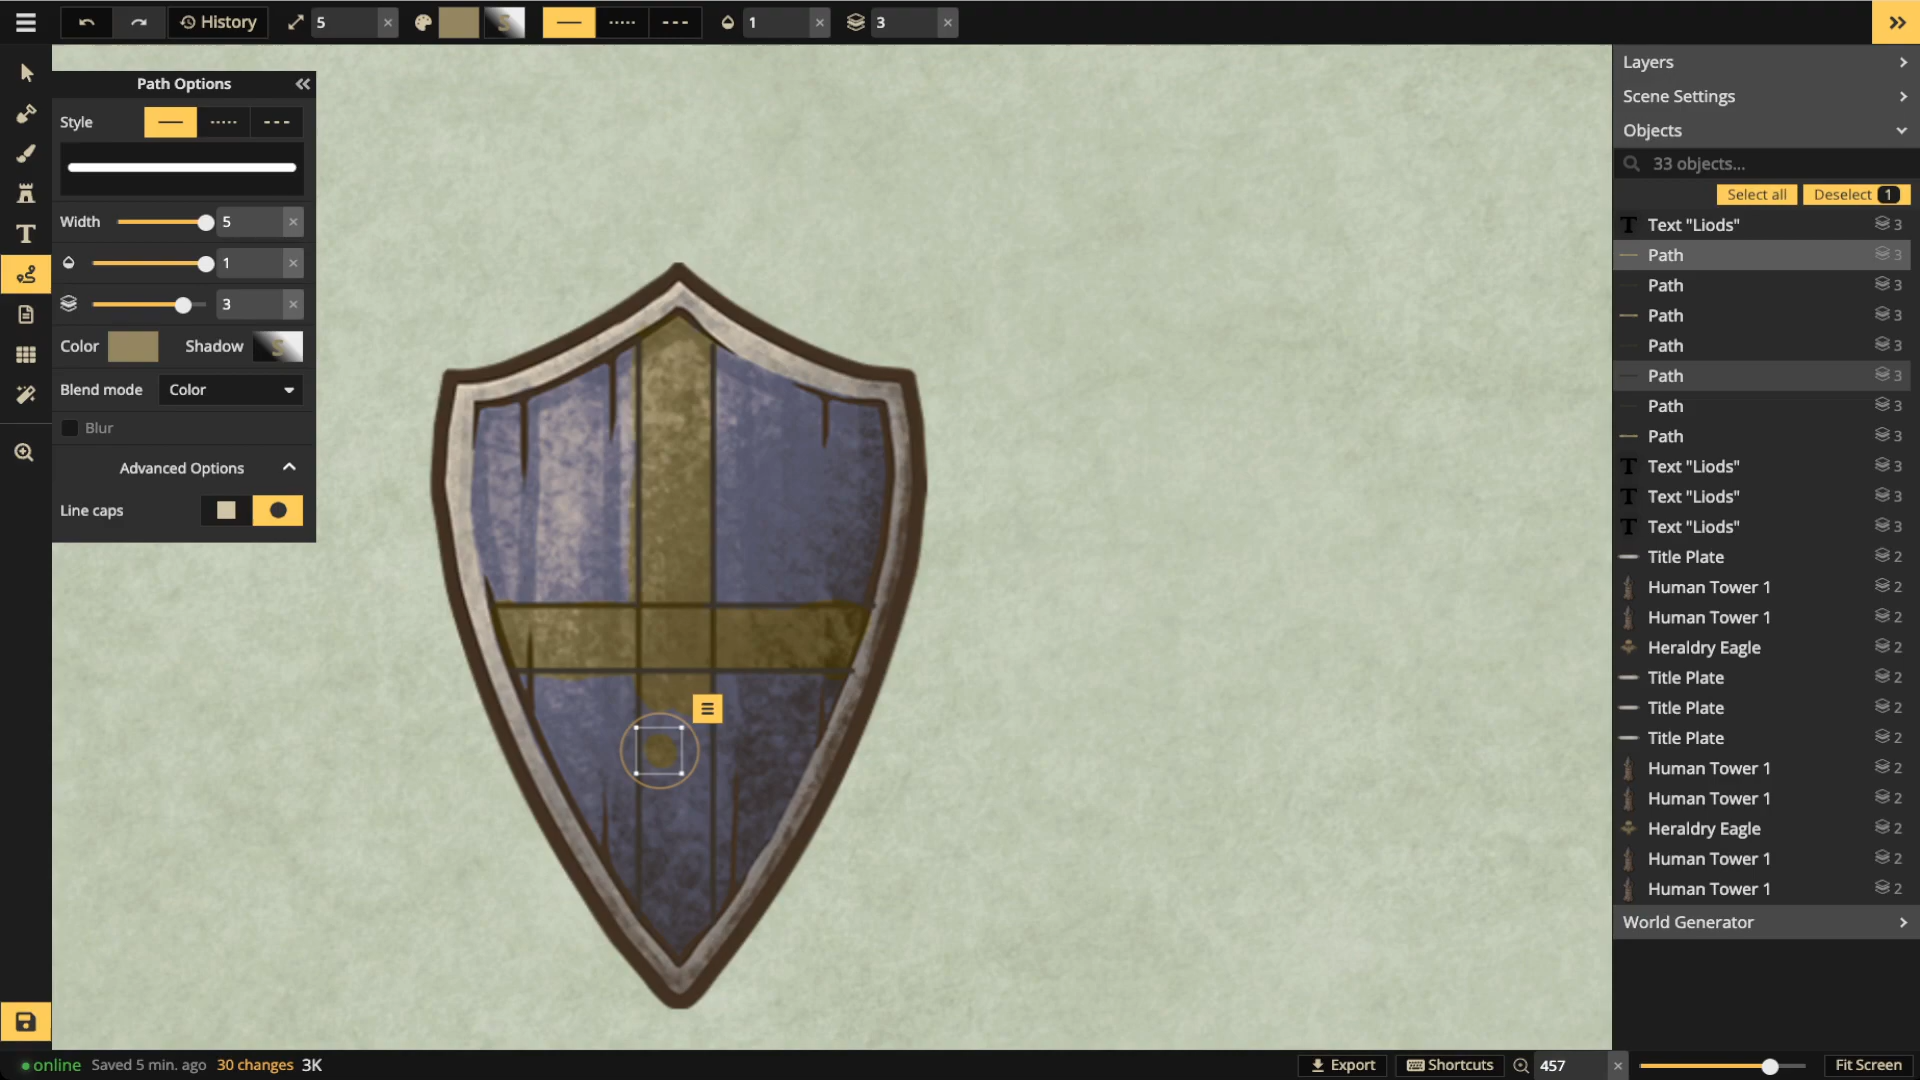 History
5
1
3
Path Options
Style
Width
5
1
3
Color
Shadow
S
Blend mode
Color
Blur
Advanced Options
Line caps
Layers
Scene Settings
Objects
33 objects...
Select all
Deselect 1
Text "Liods" 3
Path 3
Path 3
Path 3
Path 3
Path 3
Path 3
Path 3
Text "Liods" 3
Text "Liods" 3
Text "Liods" 3
Title Plate 2
Human Tower 1 2
Human Tower 1 2
Heraldry Eagle 2
Title Plate 2
Title Plate 2
Title Plate 2
Human Tower 1 2
Human Tower 1 2
Heraldry Eagle 2
Human Tower 1 2
Human Tower 1 2
World Generator
online Saved 5 min. ago 30 changes 3K
Export
Shortcuts
457
Fit Screen